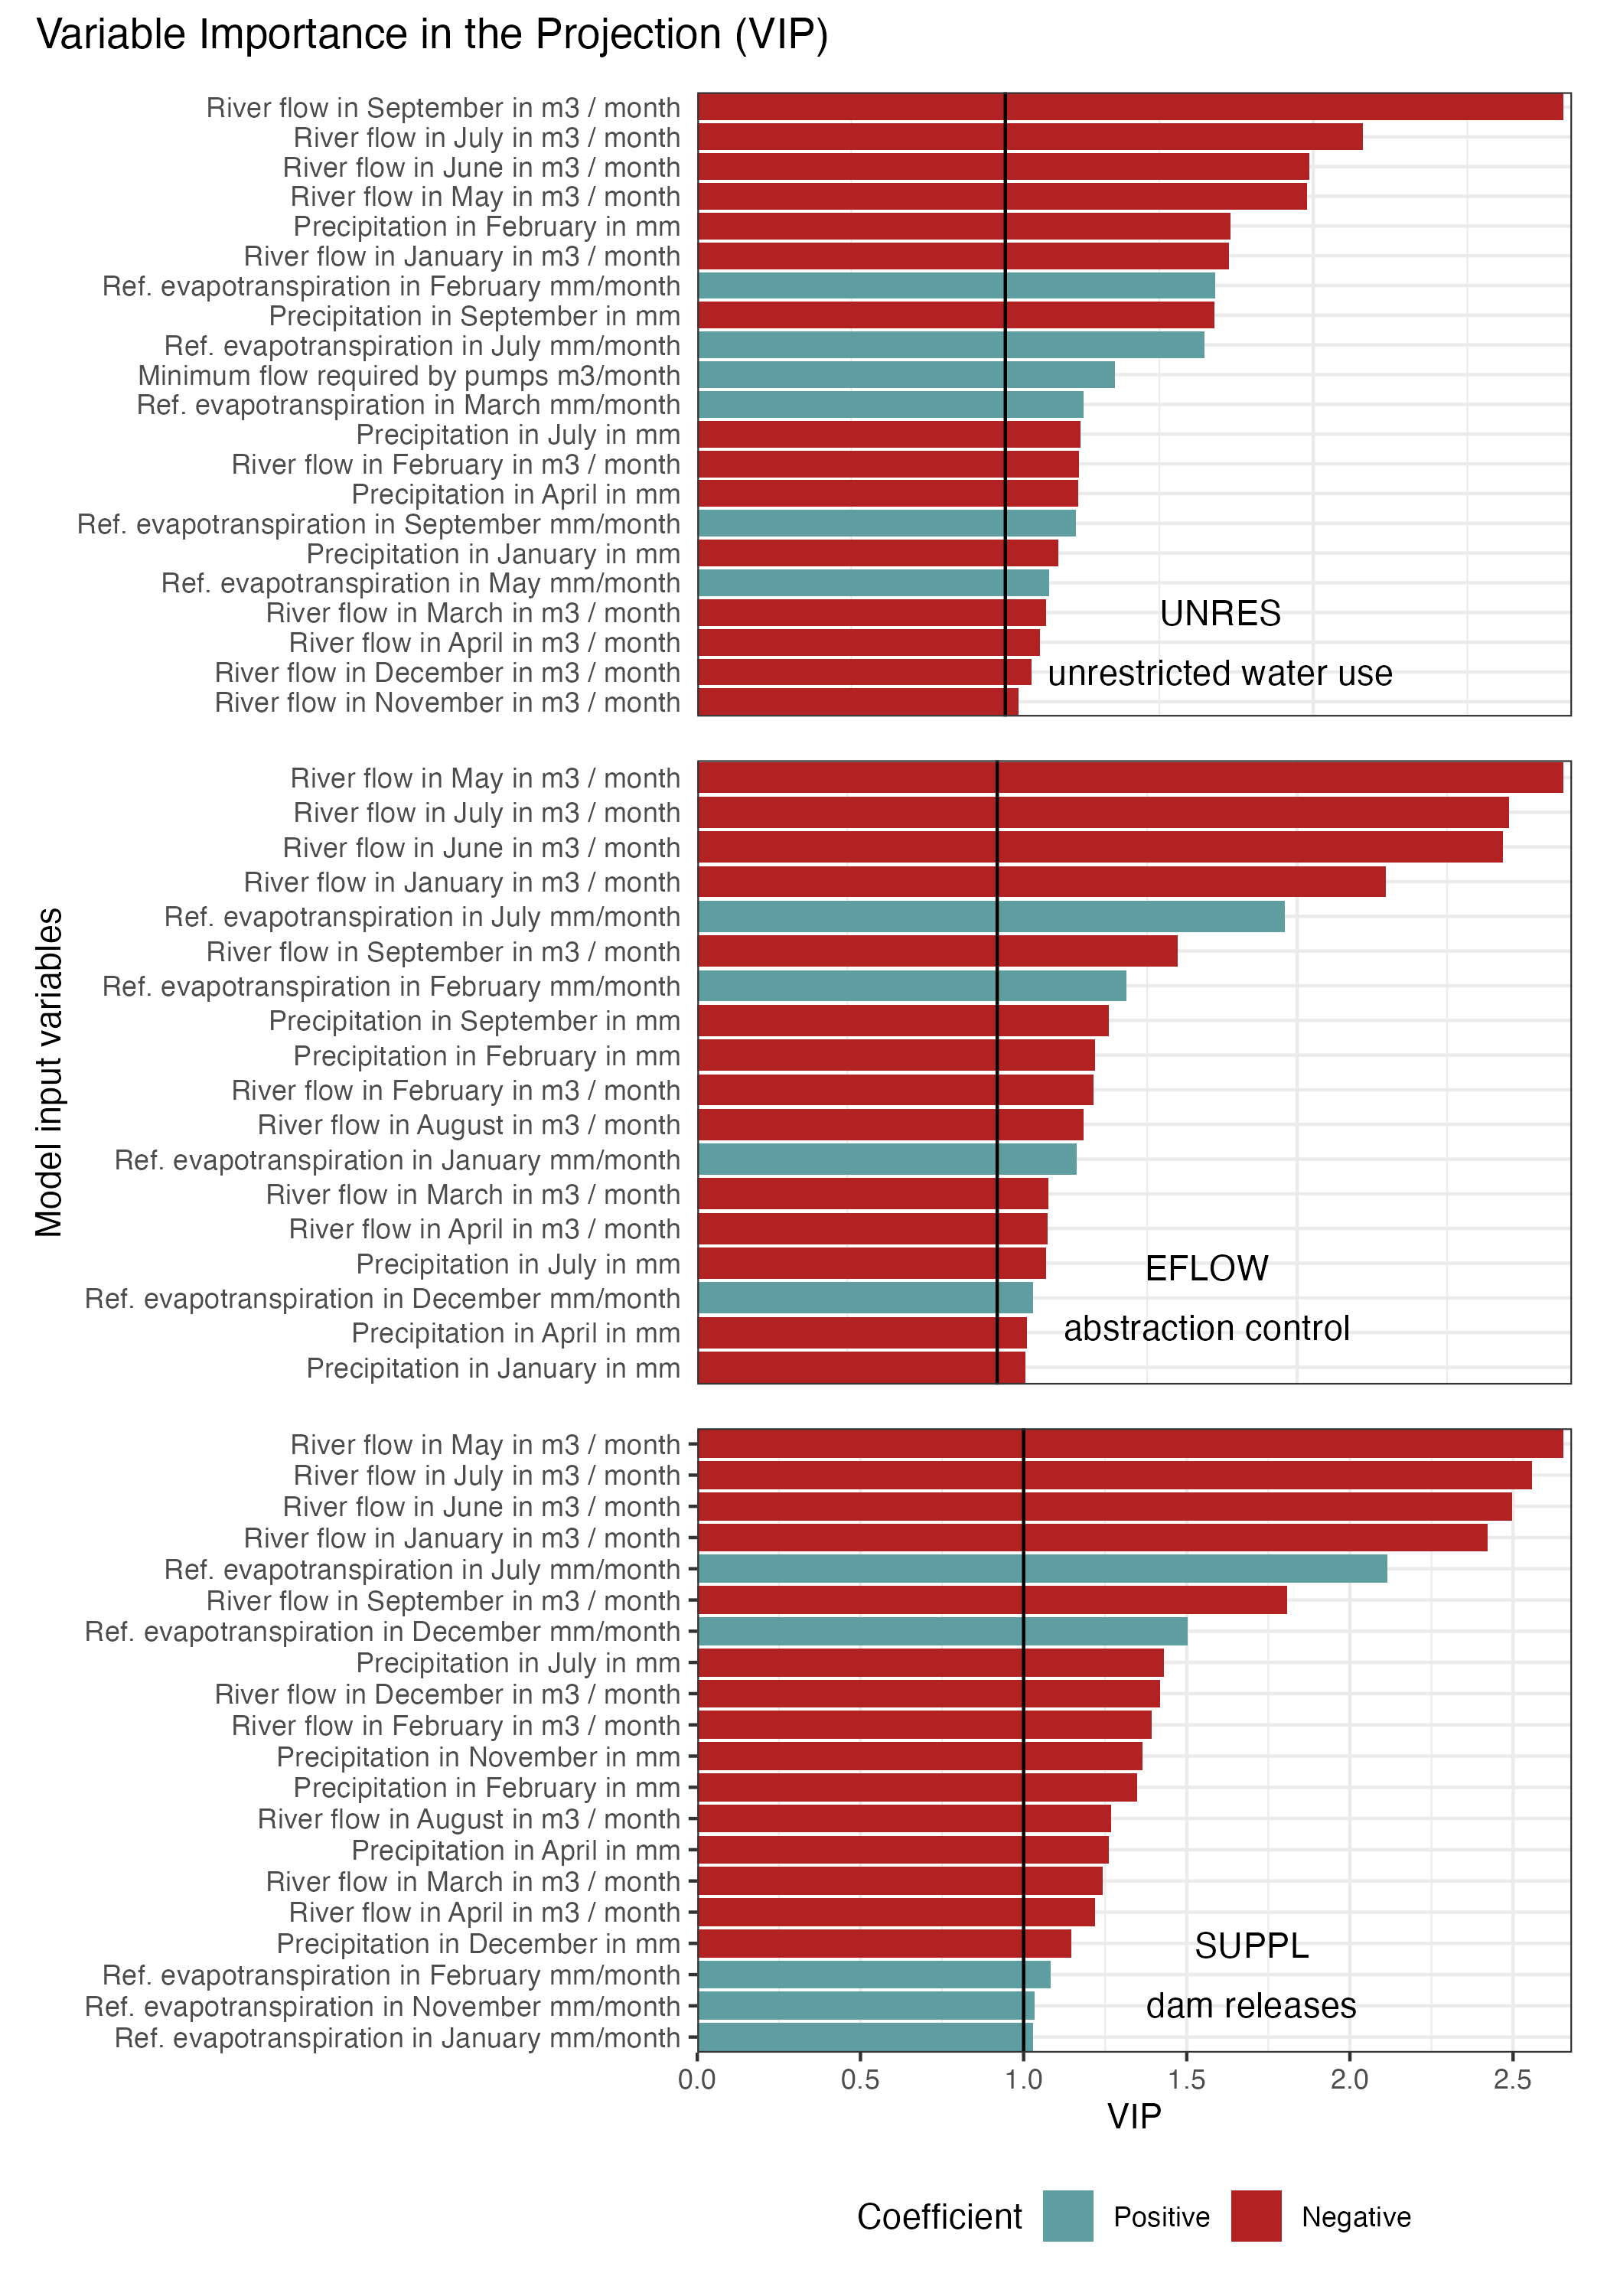 Variable Importance in the Projection (VIP)
River flow in September in m3 / month
River flow in July in m3 / month
River flow in June in m3 / month
River flow in May in m3 / month
Precipitation in February in mm
River flow in January in m3 / month
Ref. evapotranspiration in February mm/month
Precipitation in September in mm
Ref. evapotranspiration in July mm/month
Minimum flow required by pumps m3/month
Ref. evapotranspiration in March mm/month
Precipitation in July in mm
River flow in February in m3 / month
Precipitation in April in mm
Ref. evapotranspiration in September mm/month
Precipitation in January in mm
Ref. evapotranspiration in May mm/month
River flow in March in m3 / month
River flow in April in m3 / month
River flow in December in m3 / month
River flow in November in m3 / month
UNRES
unrestricted water use
Model input variables
River flow in May in m3 / month
River flow in July in m3 / month
River flow in June in m3 / month
River flow in January in m3 / month
Ref. evapotranspiration in July mm/month
River flow in September in m3 / month
Ref. evapotranspiration in February mm/month
Precipitation in September in mm
Precipitation in February in mm
River flow in February in m3 / month
River flow in August in m3 / month
Ref. evapotranspiration in January mm/month
River flow in March in m3 / month
River flow in April in m3 / month
Precipitation in July in mm
Ref. evapotranspiration in December mm/month
Precipitation in April in mm
Precipitation in January in mm
EFLOW
abstraction control
River flow in May in m3 / month
River flow in July in m3 / month
River flow in June in m3 / month
River flow in January in m3 / month
Ref. evapotranspiration in July mm/month
River flow in September in m3 / month
Ref. evapotranspiration in December mm/month
Precipitation in July in mm
River flow in December in m3 / month
River flow in February in m3 / month
Precipitation in November in mm
Precipitation in February in mm
River flow in August in m3 / month
Precipitation in April in mm
River flow in March in m3 / month
River flow in April in m3 / month
Precipitation in December in mm
Ref. evapotranspiration in February mm/month
Ref. evapotranspiration in November mm/month
Ref. evapotranspiration in January mm/month
SUPPL
dam releases
0.0 0.5 1.0 1.5 2.0 2.5
VIP
Coefficient Positive Negative